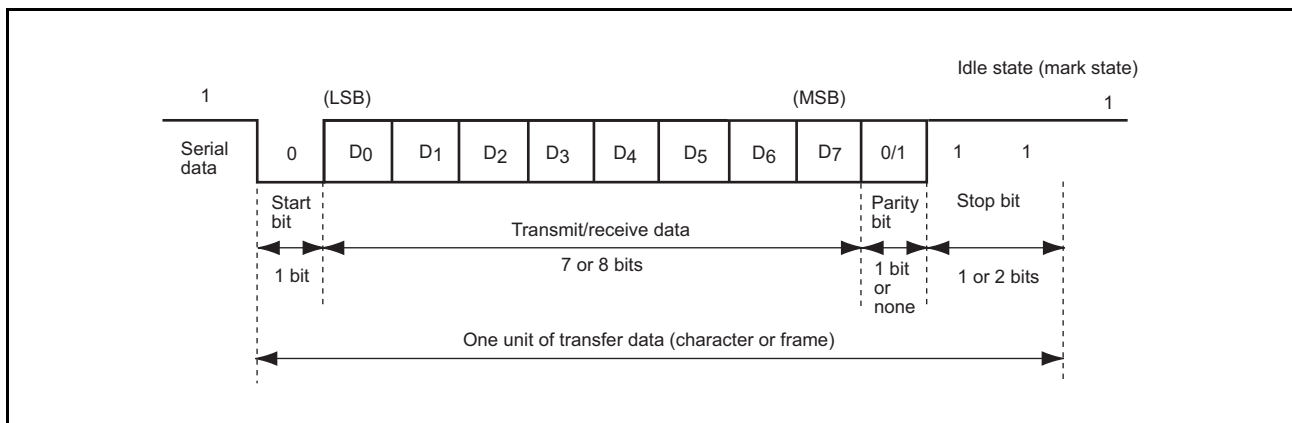 Idle state (mark state)
1
(LSB)
(MSB)
1
Serial
data
0
D0
D1
D2
D3
D4
D5
D6
D7
0/1
1
1
Start
bit
Transmit/receive data
Parity
bit
Stop bit
1 bit
7 or 8 bits
1 bit
or
none
1 or 2 bits
One unit of transfer data (character or frame)